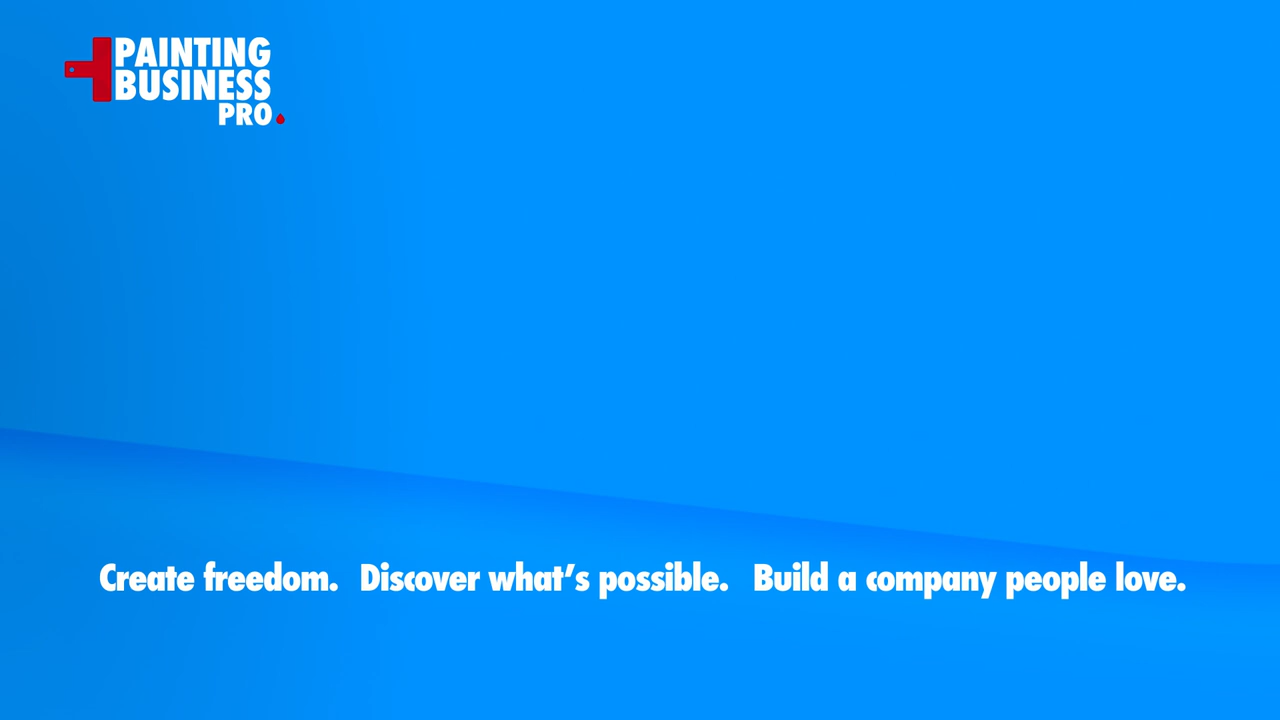 PAINTING
BUSINESS
PRO
Create freedom. Discover what's possible. Build a company people love.